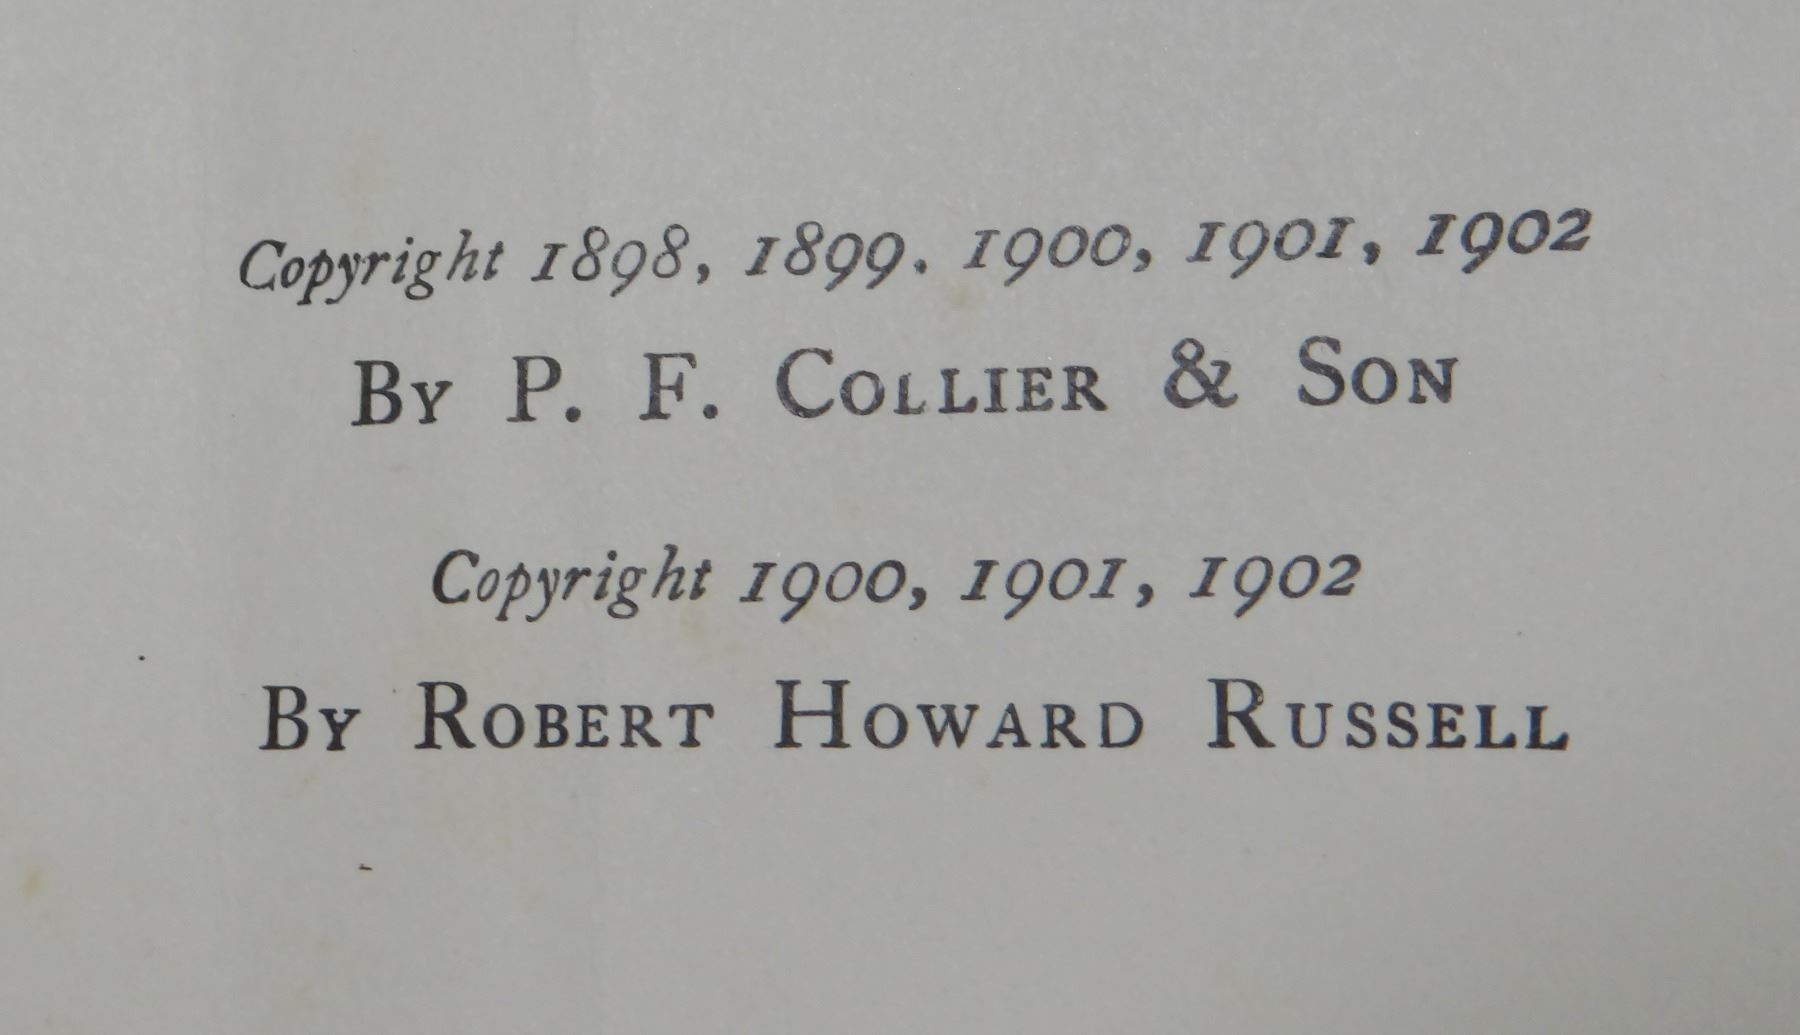 Copyright 1898, 1899. 1900, 1901, 1902
By P. F. Collier & Son
Copyright 1900, 1901, 1902
By Robert Howard Russell